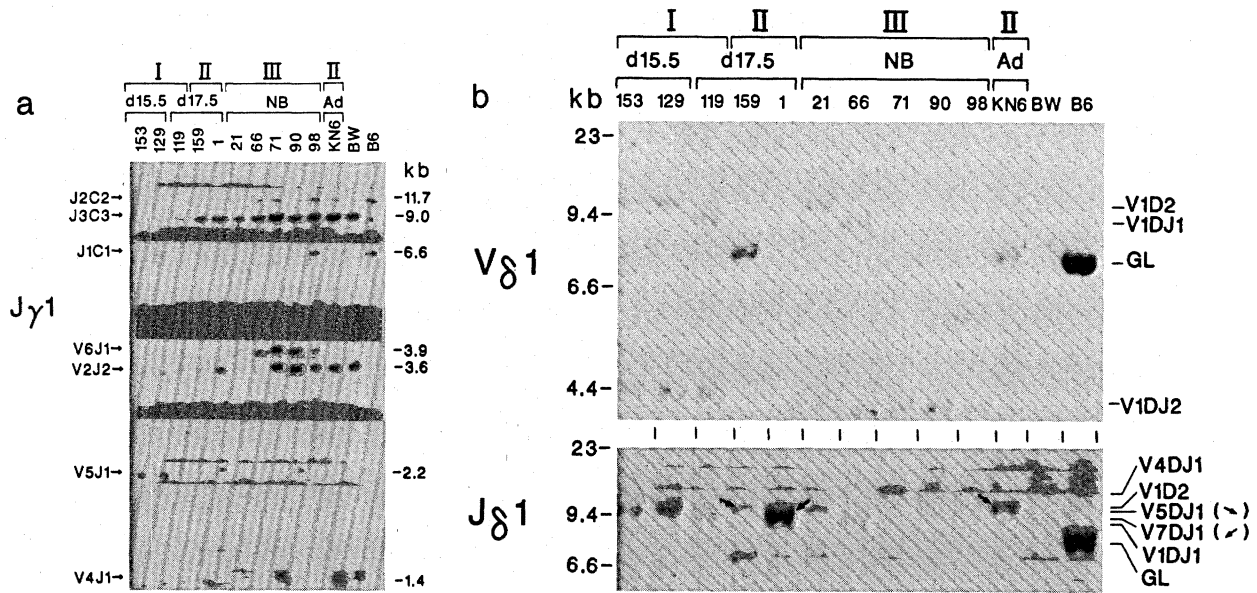 a
I II III II
d15.5 d17.5 NB Ad
153 129 119 159 1 21 66 71 90 98 KN6 BW B6
kb
J2C2→ -11.7
J3C3→ -9.0
J1C1→ -6.6
Jγ1
V6J1→ -3.9
V2J2→ -3.6
V5J1→ -2.2
V4J1→ -1.4
b
I II III II
d15.5 d17.5 NB Ad
kb 153 129 119 159 1 21 66 71 90 98 KN6 BW B6
23-
9.4-
6.6-
4.4-
Vδ1
-V1D2
-V1DJ1
-GL
-V1DJ2
23-
9.4-
6.6-
Jδ1
V4DJ1
V1D2
V5DJ1 (↘)
V7DJ1 (↙)
V1DJ1
GL